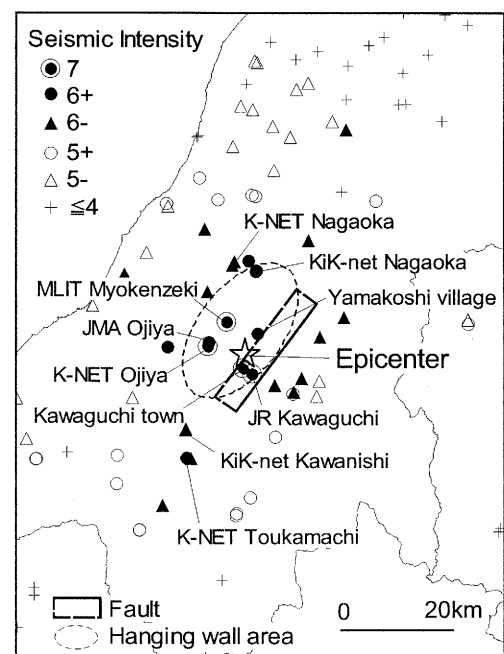 Seismic Intensity
7
6+
6-
5+
5-
≦4
K-NET Nagaoka
KiK-net Nagaoka
MLIT Myokenzeki
Yamakoshi village
JMA Ojiya
Epicenter
K-NET Ojiya
Kawaguchi town
JR Kawaguchi
KiK-net Kawanishi
K-NET Toukamachi
Fault
Hanging wall area
0 20km